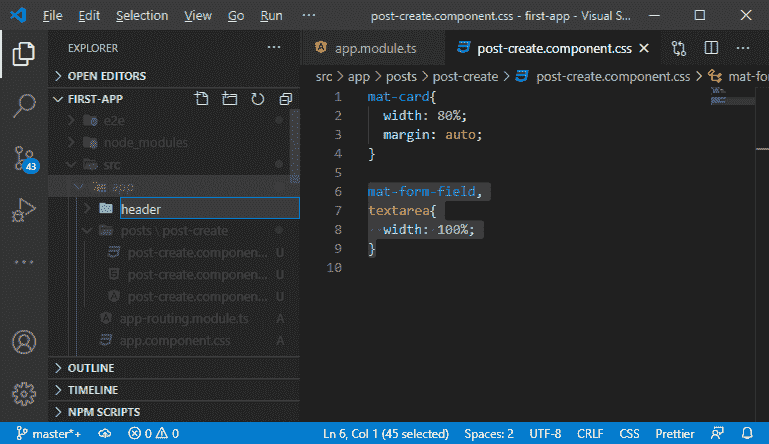 File Edit Selection View Go Run ··· post-create.component.css - first-app - Visual S...
EXPLORER ···
OPEN EDITORS
FIRST-APP
e2e
node_modules
src
app
header
posts \ post-create
post-create.componen... U
post-create.componen... U
post-create.componen... U
app-routing.module.ts A
app.component.css A
OUTLINE
TIMELINE
NPM SCRIPTS
43
app.module.ts post-create.component.css
src > app > posts > post-create > post-create.component.css > mat-fo
1 mat-card{
2 width: 80%;
3 margin: auto;
4 }
5
6 mat-form-field,
7 textarea{
8 width: 100%;
9 }
10
master*+ 0 0 Ln 6, Col 1 (45 selected) Spaces: 2 UTF-8 CRLF CSS Prettier